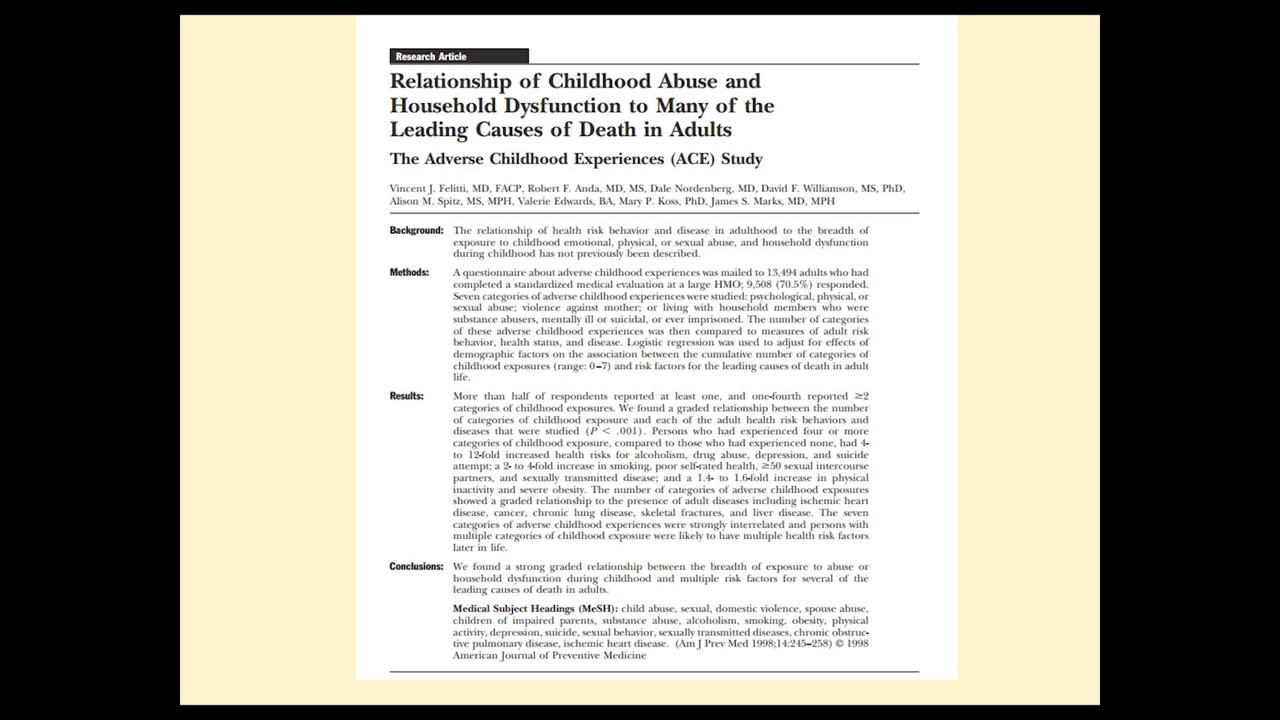 Research Article
Relationship of Childhood Abuse and
Household Dysfunction to Many of the
Leading Causes of Death in Adults
The Adverse Childhood Experiences (ACE) Study
Vincent J. Felitti, MD, FACP, Robert F. Anda, MD, MS, Dale Nordenberg, MD, David F. Williamson, MS, PhD,
Alison M. Spitz, MS, MPH, Valerie Edwards, BA, Mary P. Koss, PhD, James S. Marks, MD, MPH
Background: The relationship of health risk behavior and disease in adulthood to the breadth of
exposure to childhood emotional, physical, or sexual abuse, and household dysfunction
during childhood has not previously been described.
Methods: A questionnaire about adverse childhood experiences was mailed to 13,494 adults who had
completed a standardized medical evaluation at a large HMO; 9,508 (70.5%) responded.
Seven categories of adverse childhood experiences were studied: psychological, physical, or
sexual abuse; violence against mother; or living with household members who were
substance abusers, mentally ill or suicidal, or ever imprisoned. The number of categories
of these adverse childhood experiences was then compared to measures of adult risk
behavior, health status, and disease. Logistic regression was used to adjust for effects of
demographic factors on the association between the cumulative number of categories of
childhood exposures (range: 0–7) and risk factors for the leading causes of death in adult
life.
Results: More than half of respondents reported at least one, and one-fourth reported ≥2
categories of childhood exposures. We found a graded relationship between the number
of categories of childhood exposure and each of the adult health risk behaviors and
diseases that were studied (P < .001). Persons who had experienced four or more
categories of childhood exposure, compared to those who had experienced none, had 4-
to 12-fold increased health risks for alcoholism, drug abuse, depression, and suicide
attempt; a 2- to 4-fold increase in smoking, poor self-rated health, ≥50 sexual intercourse
partners, and sexually transmitted disease; and a 1.4- to 1.6-fold increase in physical
inactivity and severe obesity. The number of categories of adverse childhood exposures
showed a graded relationship to the presence of adult diseases including ischemic heart
disease, cancer, chronic lung disease, skeletal fractures, and liver disease. The seven
categories of adverse childhood experiences were strongly interrelated and persons with
multiple categories of childhood exposure were likely to have multiple health risk factors
later in life.
Conclusions: We found a strong graded relationship between the breadth of exposure to abuse or
household dysfunction during childhood and multiple risk factors for several of the
leading causes of death in adults.
Medical Subject Headings (MeSH): child abuse, sexual, domestic violence, spouse abuse,
children of impaired parents, substance abuse, alcoholism, smoking, obesity, physical
activity, depression, suicide, sexual behavior, sexually transmitted diseases, chronic obstruc-
tive pulmonary disease, ischemic heart disease. (Am J Prev Med 1998;14:245–258) © 1998
American Journal of Preventive Medicine